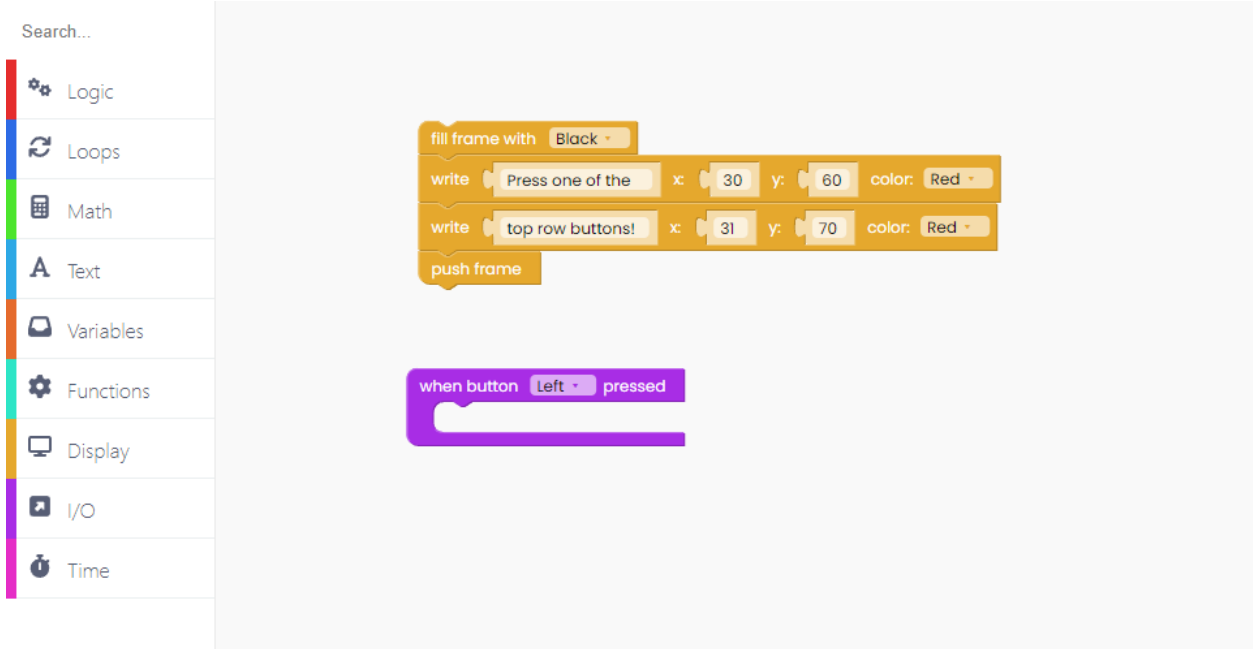 Search...
Logic
Loops
Math
Text
Variables
Functions
Display
I/O
Time
fill frame with Black
write Press one of the x: 30 y: 60 color: Red
write top row buttons! x: 31 y: 70 color: Red
push frame
when button Left pressed